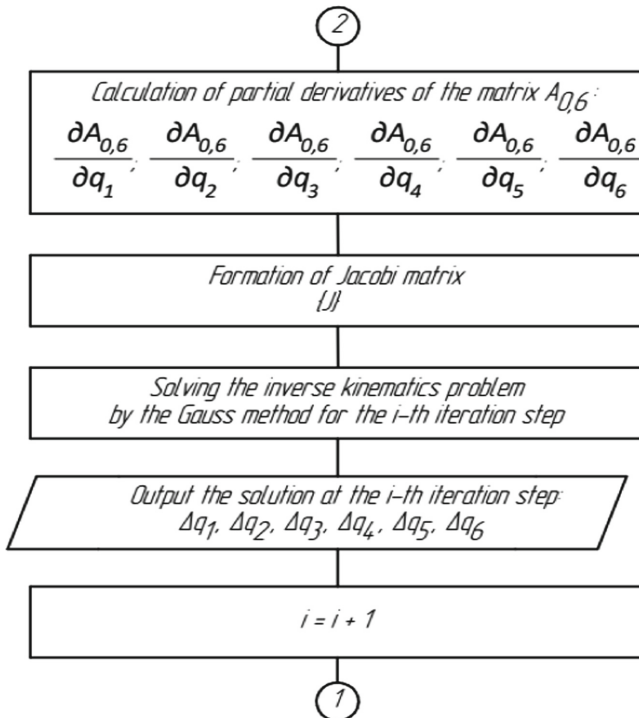 2
Calculation of partial derivatives of the matrix A₀,₆:
∂A₀,₆/∂q₁; ∂A₀,₆/∂q₂; ∂A₀,₆/∂q₃; ∂A₀,₆/∂q₄; ∂A₀,₆/∂q₅; ∂A₀,₆/∂q₆
Formation of Jacobi matrix
{J}
Solving the inverse kinematics problem
by the Gauss method for the i-th iteration step
Output the solution at the i-th iteration step:
Δq₁, Δq₂, Δq₃, Δq₄, Δq₅, Δq₆
i = i + 1
1